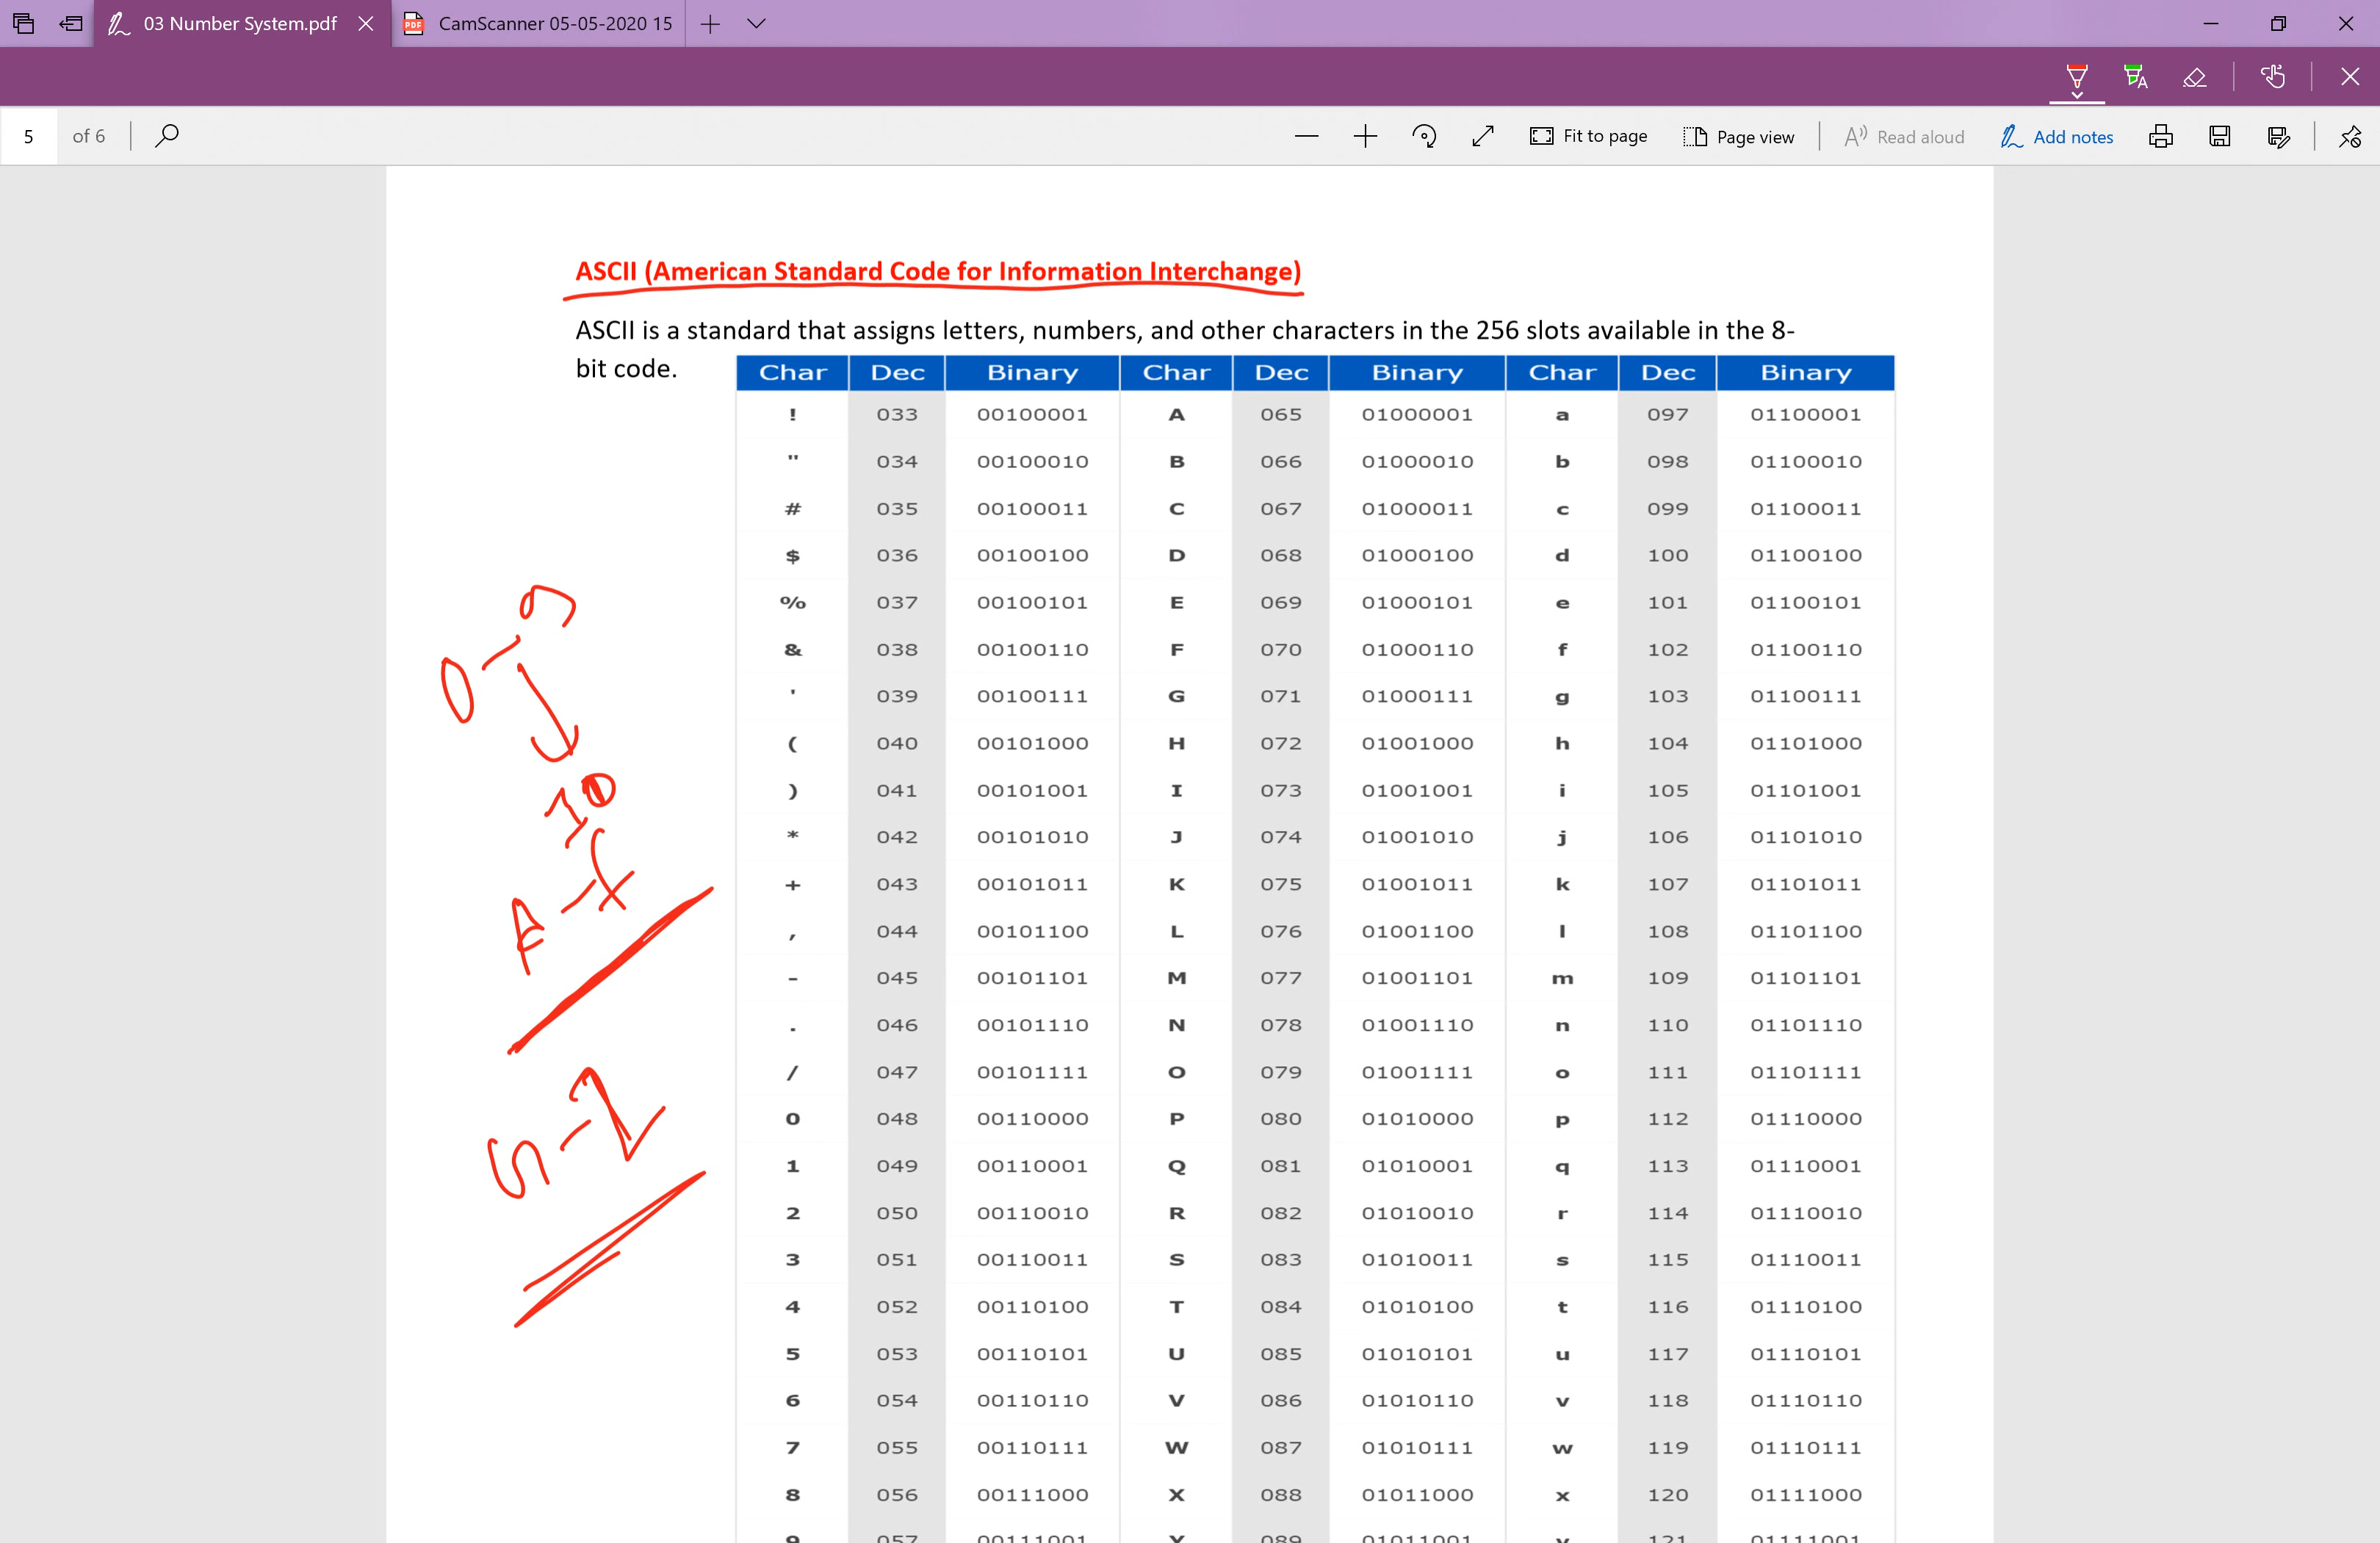 03 Number System.pdf
CamScanner 05-05-2020 15
5 of 6
Fit to page
Page view
Read aloud
Add notes
ASCII (American Standard Code for Information Interchange)
ASCII is a standard that assigns letters, numbers, and other characters in the 256 slots available in the 8-
bit code.
Char Dec Binary Char Dec Binary Char Dec Binary
! 033 00100001 A 065 01000001 a 097 01100001
" 034 00100010 B 066 01000010 b 098 01100010
# 035 00100011 C 067 01000011 c 099 01100011
$ 036 00100100 D 068 01000100 d 100 01100100
% 037 00100101 E 069 01000101 e 101 01100101
& 038 00100110 F 070 01000110 f 102 01100110
' 039 00100111 G 071 01000111 g 103 01100111
( 040 00101000 H 072 01001000 h 104 01101000
) 041 00101001 I 073 01001001 i 105 01101001
* 042 00101010 J 074 01001010 j 106 01101010
+ 043 00101011 K 075 01001011 k 107 01101011
, 044 00101100 L 076 01001100 l 108 01101100
- 045 00101101 M 077 01001101 m 109 01101101
. 046 00101110 N 078 01001110 n 110 01101110
/ 047 00101111 O 079 01001111 o 111 01101111
0 048 00110000 P 080 01010000 p 112 01110000
1 049 00110001 Q 081 01010001 q 113 01110001
2 050 00110010 R 082 01010010 r 114 01110010
3 051 00110011 S 083 01010011 s 115 01110011
4 052 00110100 T 084 01010100 t 116 01110100
5 053 00110101 U 085 01010101 u 117 01110101
6 054 00110110 V 086 01010110 v 118 01110110
7 055 00110111 W 087 01010111 w 119 01110111
8 056 00111000 X 088 01011000 x 120 01111000
9 057 00111001 Y 089 01011001 y 121 01111001
0-9
10
A-f